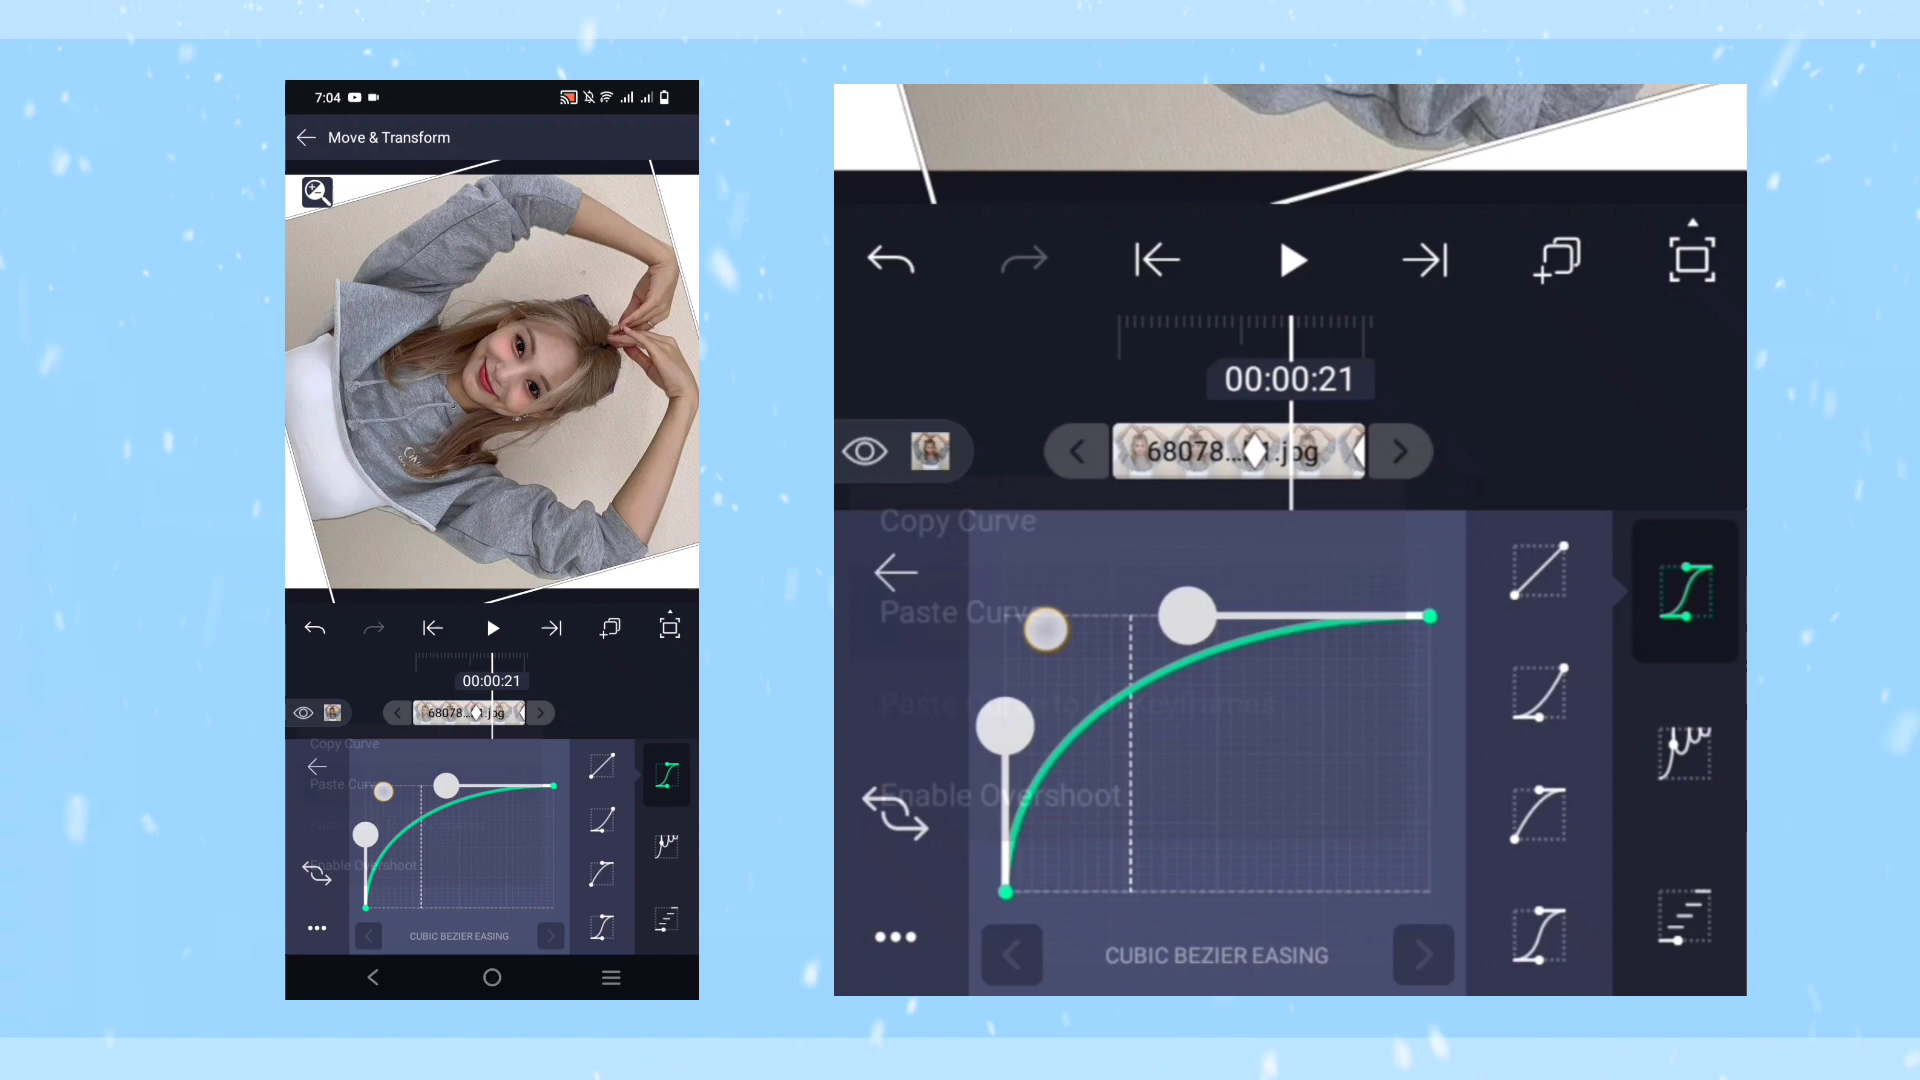 7:04
Move & Transform
00:00:21
68078...1.jpg
Copy Curve
Paste Curve
Enable Overshoot
CUBIC BEZIER EASING
00:00:21
68078...1.jpg
Copy Curve
Paste Curve
Enable Overshoot
CUBIC BEZIER EASING